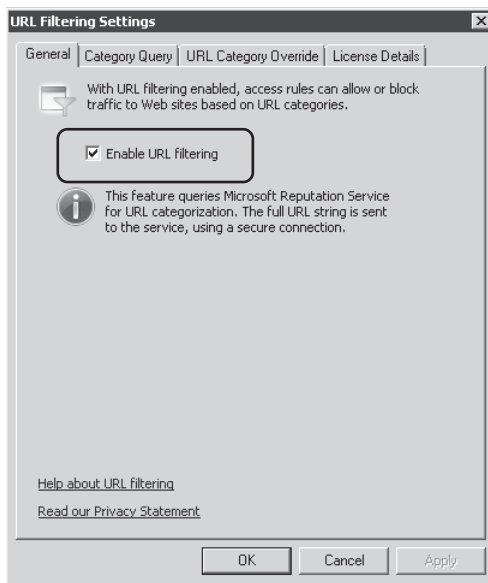 URL Filtering Settings
General
Category Query
URL Category Override
License Details
With URL filtering enabled, access rules can allow or block
traffic to Web sites based on URL categories.
Enable URL filtering
This feature queries Microsoft Reputation Service
for URL categorization. The full URL string is sent
to the service, using a secure connection.
Help about URL filtering
Read our Privacy Statement
OK
Cancel
Apply